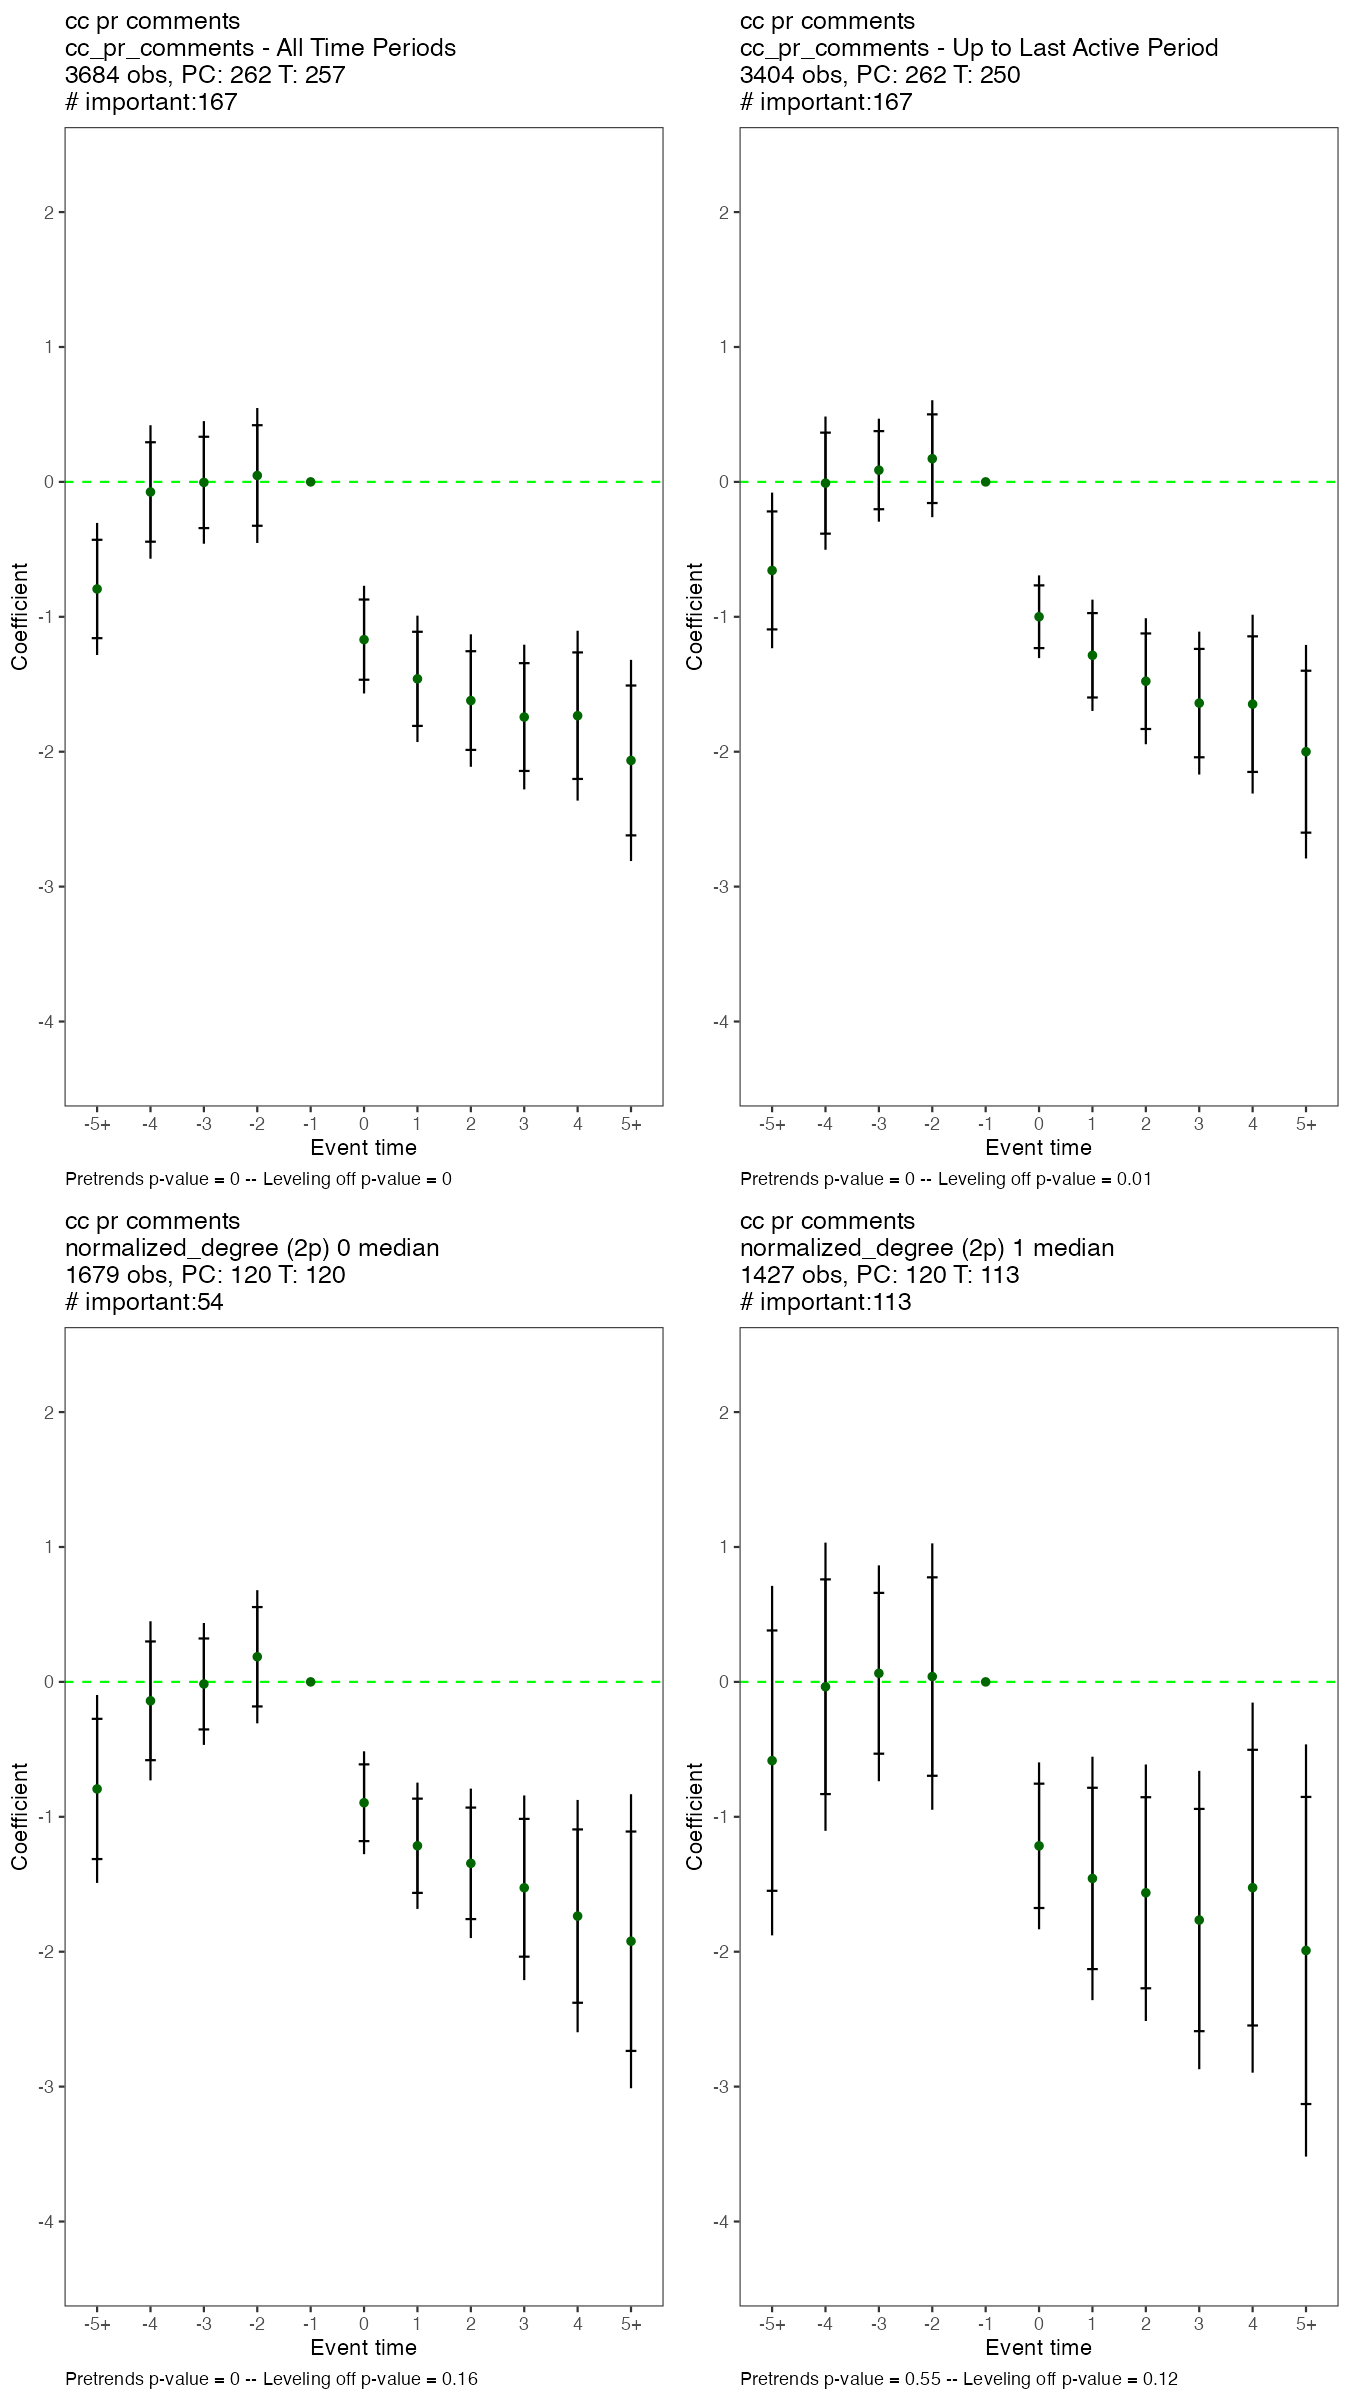 cc pr comments
cc_pr_comments - All Time Periods
3684 obs, PC: 262 T: 257
# important:167
2
1
0
-1
-2
-3
-4
Coefficient
-5+ -4 -3 -2 -1 0 1 2 3 4 5+
Event time
Pretrends p-value = 0 -- Leveling off p-value = 0
cc pr comments
cc_pr_comments - Up to Last Active Period
3404 obs, PC: 262 T: 250
# important:167
2
1
0
-1
-2
-3
-4
Coefficient
-5+ -4 -3 -2 -1 0 1 2 3 4 5+
Event time
Pretrends p-value = 0 -- Leveling off p-value = 0.01
cc pr comments
normalized_degree (2p) 0 median
1679 obs, PC: 120 T: 120
# important:54
2
1
0
-1
-2
-3
-4
Coefficient
-5+ -4 -3 -2 -1 0 1 2 3 4 5+
Event time
Pretrends p-value = 0 -- Leveling off p-value = 0.16
cc pr comments
normalized_degree (2p) 1 median
1427 obs, PC: 120 T: 113
# important:113
2
1
0
-1
-2
-3
-4
Coefficient
-5+ -4 -3 -2 -1 0 1 2 3 4 5+
Event time
Pretrends p-value = 0.55 -- Leveling off p-value = 0.12